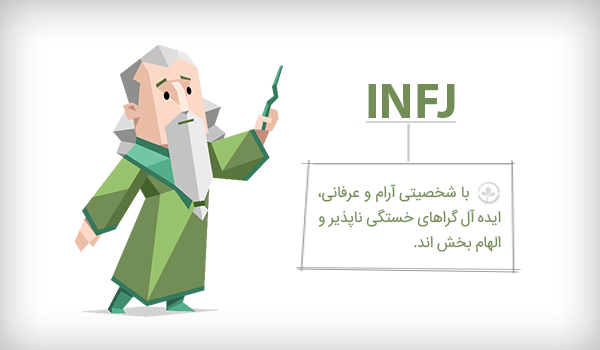 INFJ
با شخصیتی آرام و عرفانی،
ایده آل گراهای خستگی ناپذیر و
الهام بخش اند.